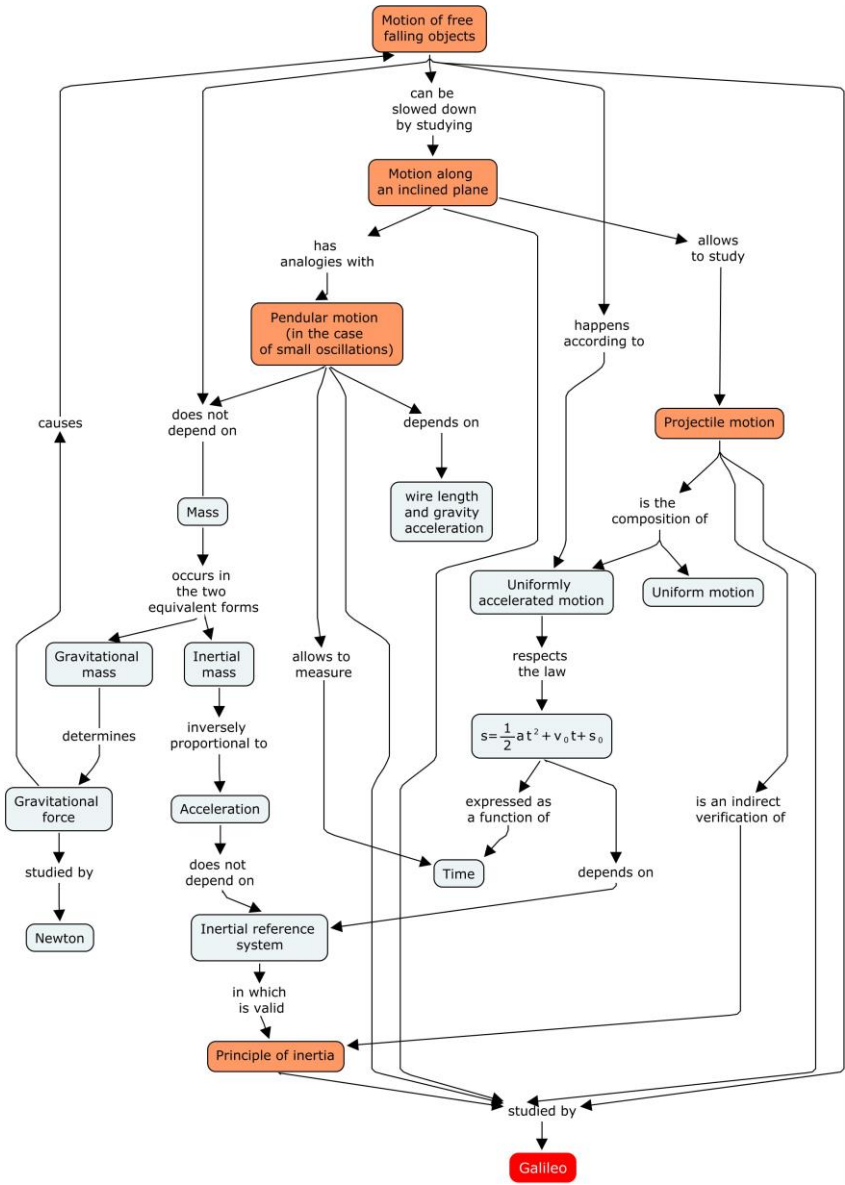 Motion of free
falling objects
can be
slowed down
by studying
Motion along
an inclined plane
has
analogies with
allows
to study
Pendular motion
(in the case
of small oscillations)
happens
according to
causes
does not
depend on
depends on
Projectile motion
wire length
and gravity
acceleration
Mass
is the
composition of
occurs in
the two
equivalent forms
Uniformly
accelerated motion
Uniform motion
Gravitational
mass
Inertial
mass
allows to
measure
respects
the law
determines
inversely
proportional to
s=\frac{1}{2}at²+v₀t+s₀
Gravitational
force
Acceleration
expressed as
a function of
is an indirect
verification of
studied by
does not
depend on
Time
depends on
Newton
Inertial reference
system
in which
is valid
Principle of inertia
studied by
Galileo